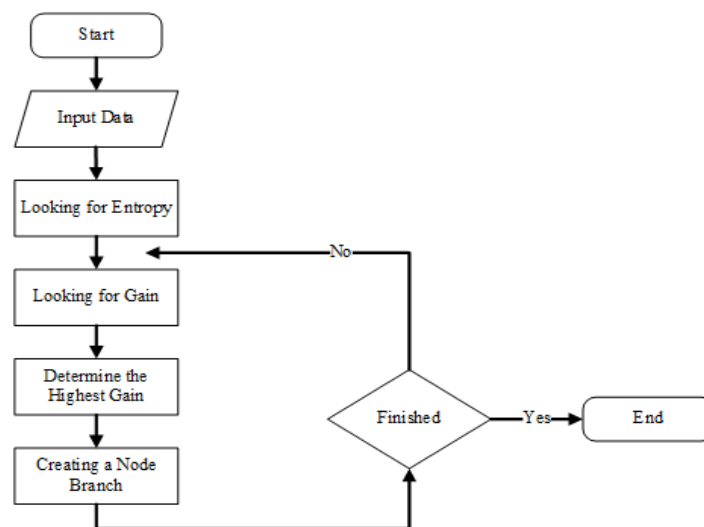 Start
Input Data
Looking for Entropy
No
Looking for Gain
Determine the
Highest Gain
Finished
Yes
End
Creating a Node
Branch